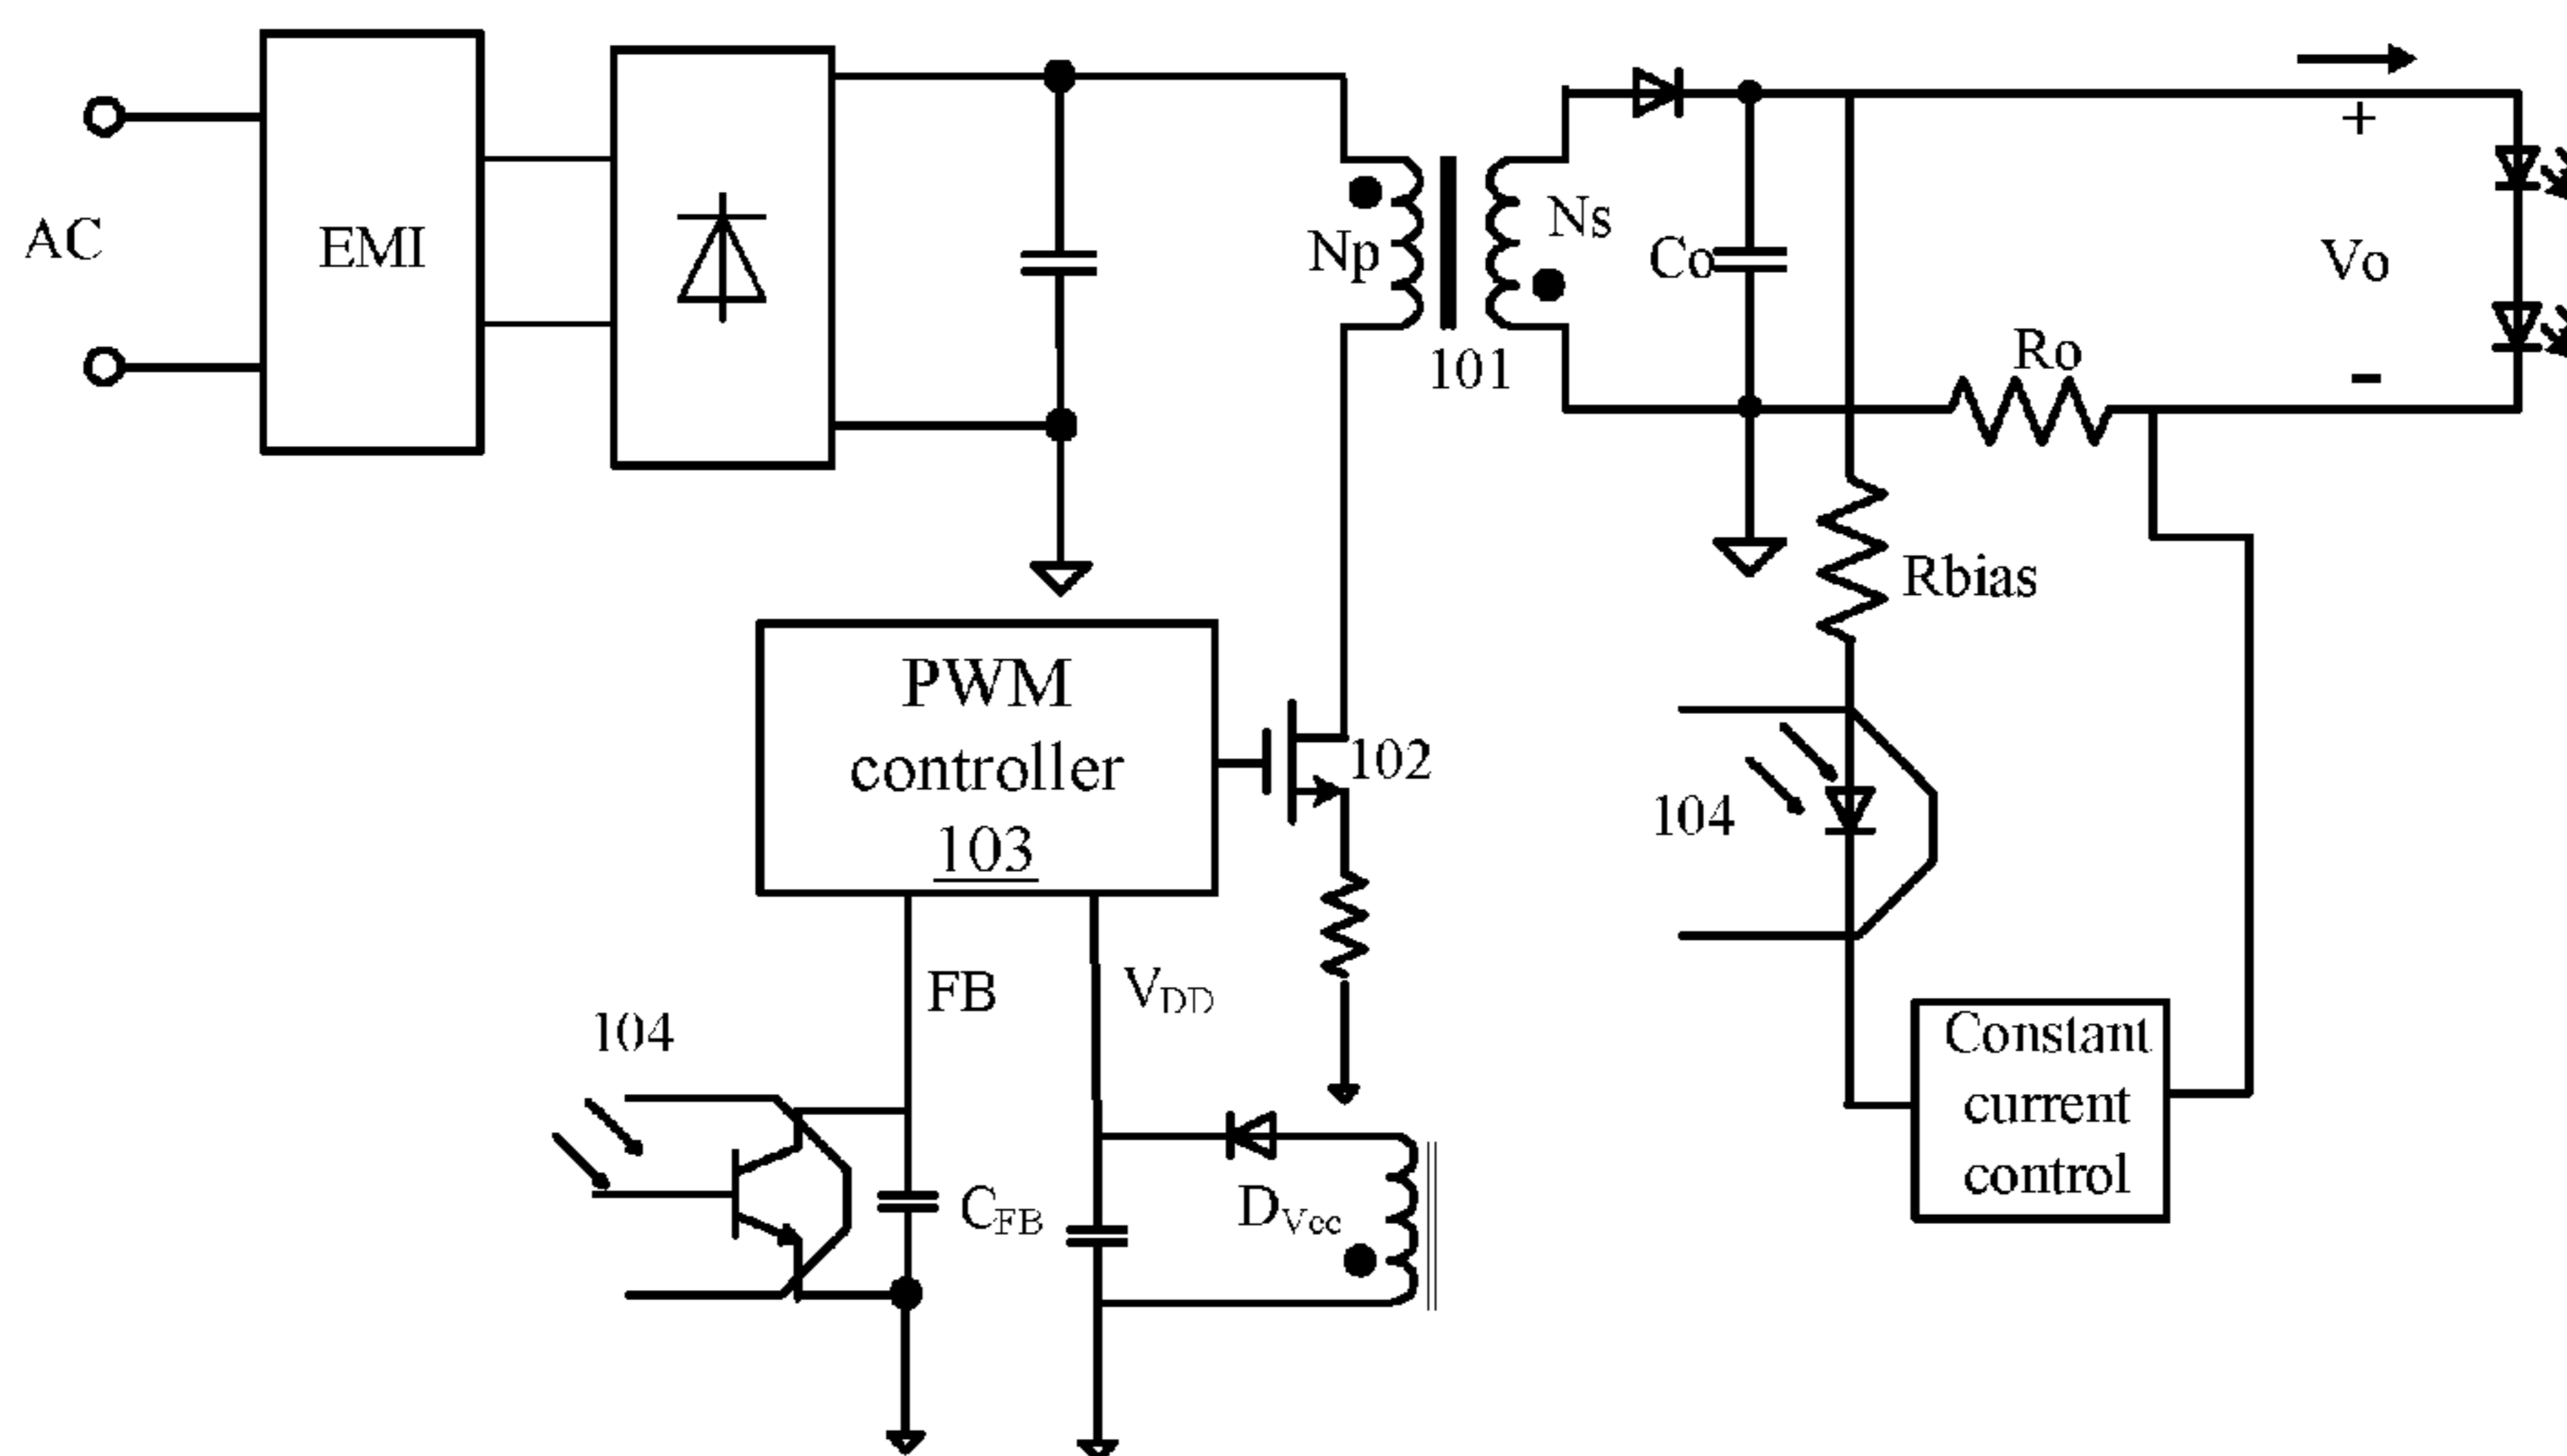 AC
EMI
Np
Ns
101
Co
+
Vo
-
Ro
Rbias
PWM
controller
103
102
104
FB
VDD
104
CFB
DVcc
Constant
current
control